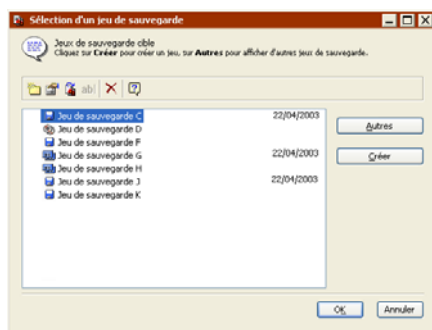 Sélection d'un jeu de sauvegarde
Jeux de sauvegarde cible
Cliquez sur Créer pour créer un jeu, sur Autres pour afficher d'autres jeux de sauvegarde.
ab|
Jeu de sauvegarde C 22/04/2003
Jeu de sauvegarde D
Jeu de sauvegarde F
Jeu de sauvegarde G 22/04/2003
Jeu de sauvegarde H
Jeu de sauvegarde J 22/04/2003
Jeu de sauvegarde K
Autres
Créer
OK Annuler